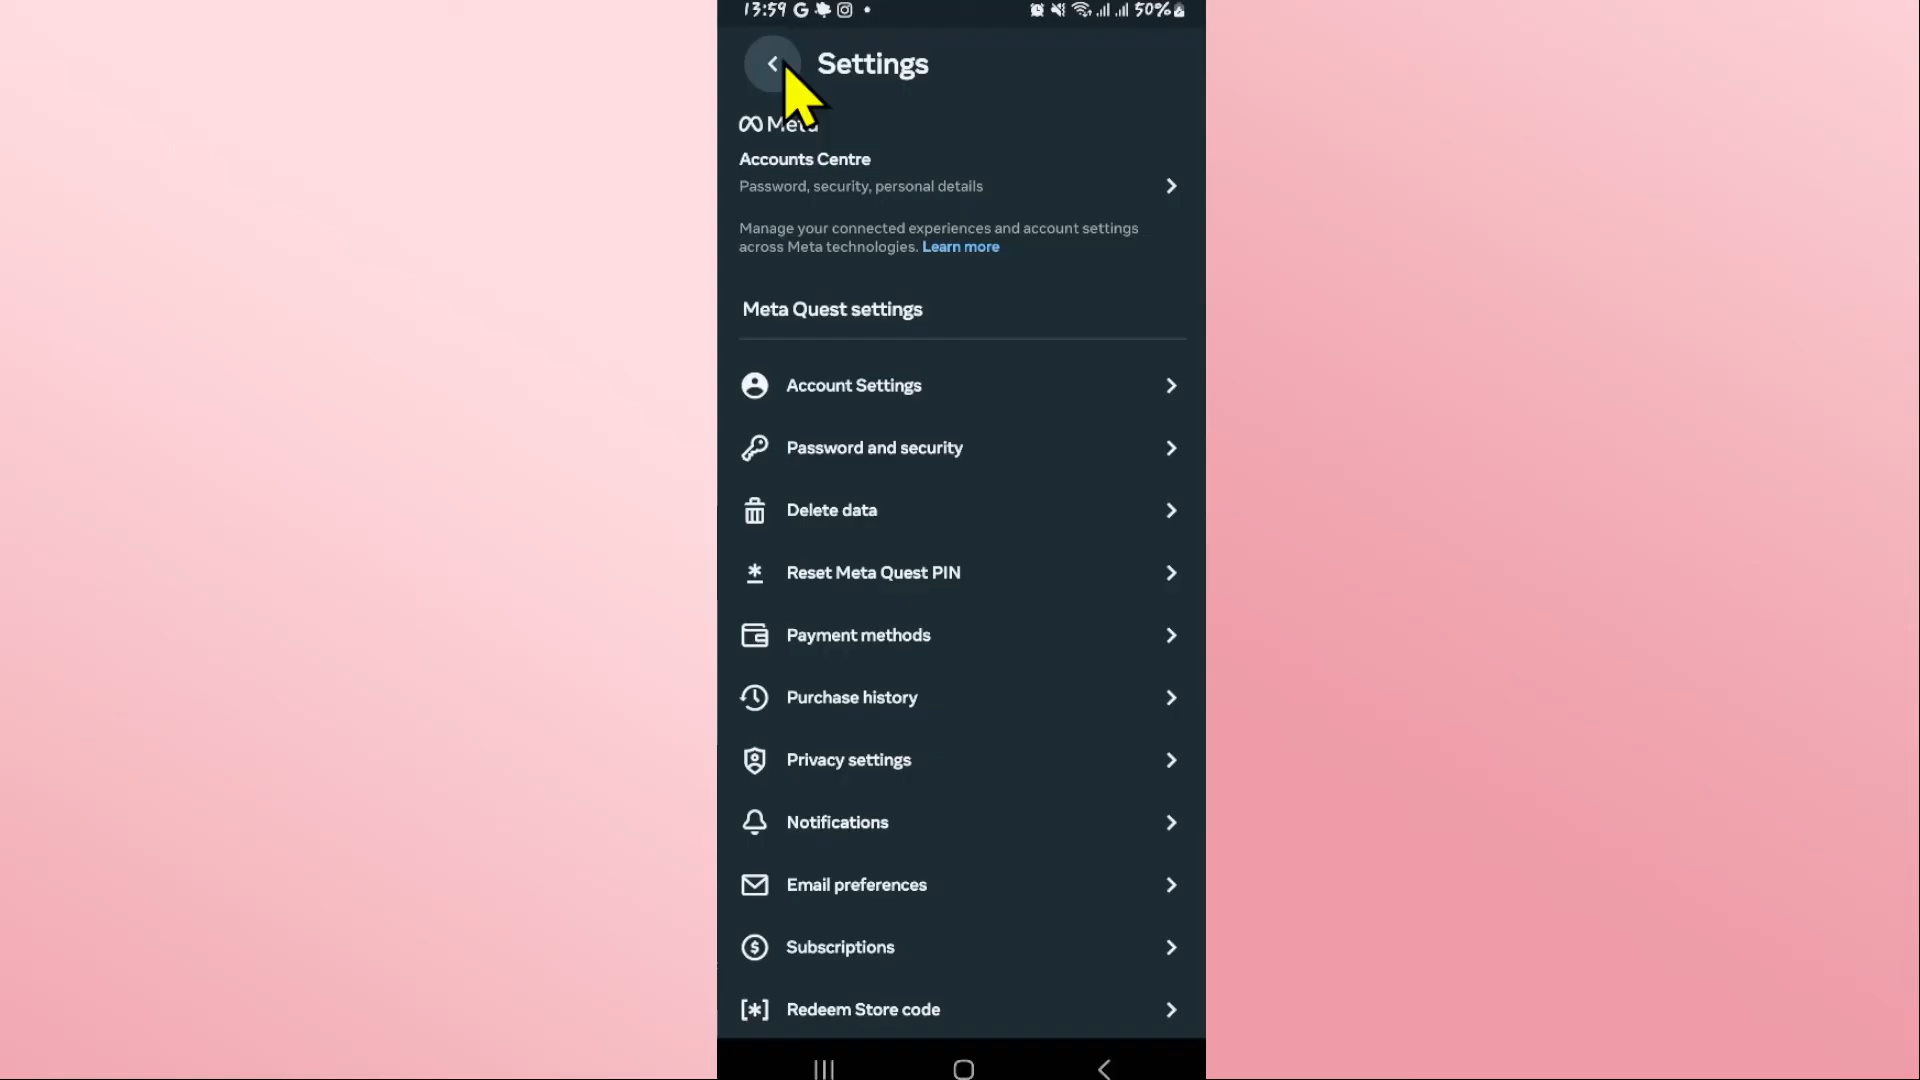 13:59
50%
Settings
Meta
Accounts Centre
Password, security, personal details
Manage your connected experiences and account settings
across Meta technologies. Learn more
Meta Quest settings
Account Settings
Password and security
Delete data
Reset Meta Quest PIN
Payment methods
Purchase history
Privacy settings
Notifications
Email preferences
Subscriptions
Redeem Store code